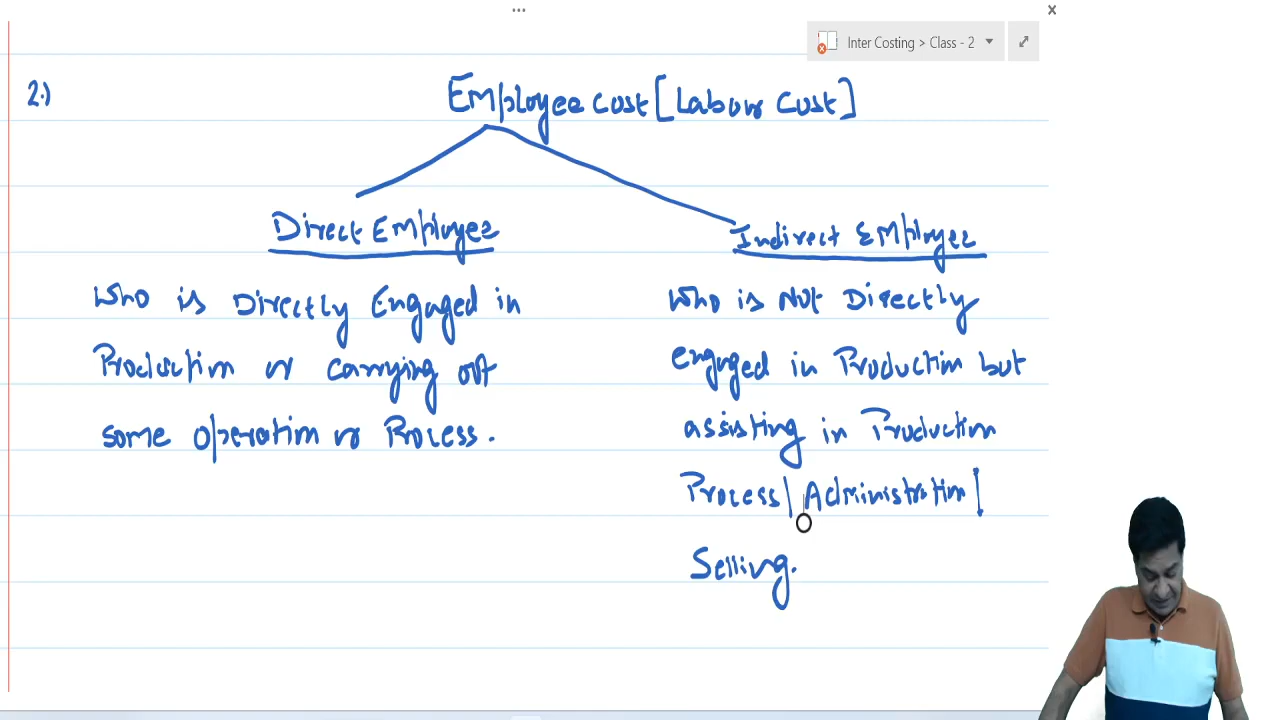 Inter Costing > Class - 2
2.)
Employee Cost [Labour Cost]
Direct Employee
Indirect Employee
Who is Directly Engaged in
Production or carrying out
some operation or Process.
Who is Not Directly
engaged in Production but
assisting in Production
Process | Administration |
Selling.